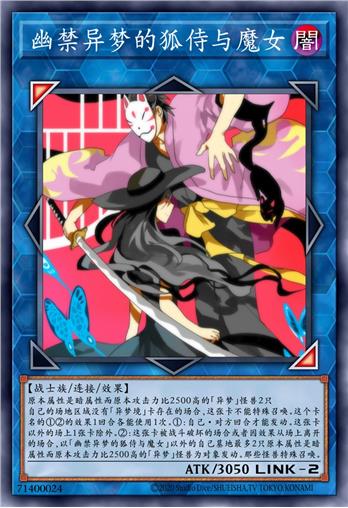 幽禁异梦的狐侍与魔女
闇
[战士族/连接/效果]
原本属性是暗属性而原本攻击力比2500高的「异梦」怪兽2只
自己的场地区域没有「异梦境」卡存在的场合,这张卡不能特殊召唤。这个卡
名的①②的效果1回合各能使用1次。①:自己·对方回合才能发动。这张卡
以外的场上1张卡除外。②:这张卡被战斗破坏的场合或者因效果从场上离开
的场合,以「幽禁异梦的狐侍与魔女」以外的自己墓地最多2只原本属性是暗属
性而原本攻击力比2500高的「异梦」怪兽为对象发动。那些怪兽特殊召唤。
ATK/3050 LINK-2
71400024
©2020 Studio Dice/SHUEISHA, TV TOKYO, KONAMI